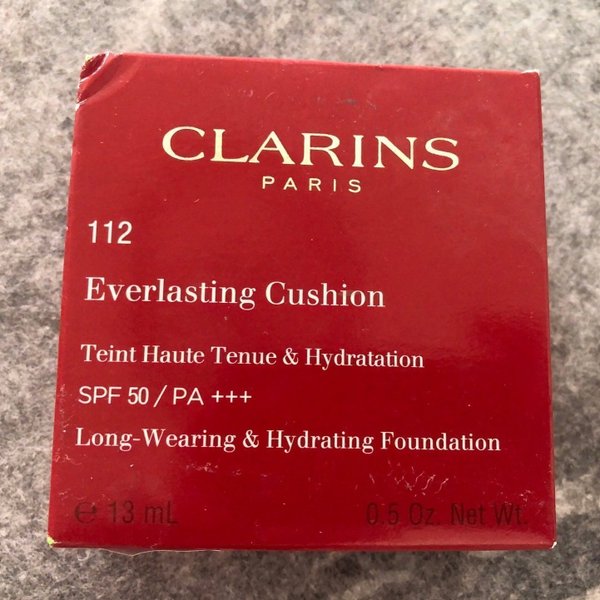 CLARINS
PARIS
112
Everlasting Cushion
Teint Haute Tenue & Hydratation
SPF 50 / PA +++
Long-Wearing & Hydrating Foundation
℮ 13 mL 0.5 Oz. Net Wt.